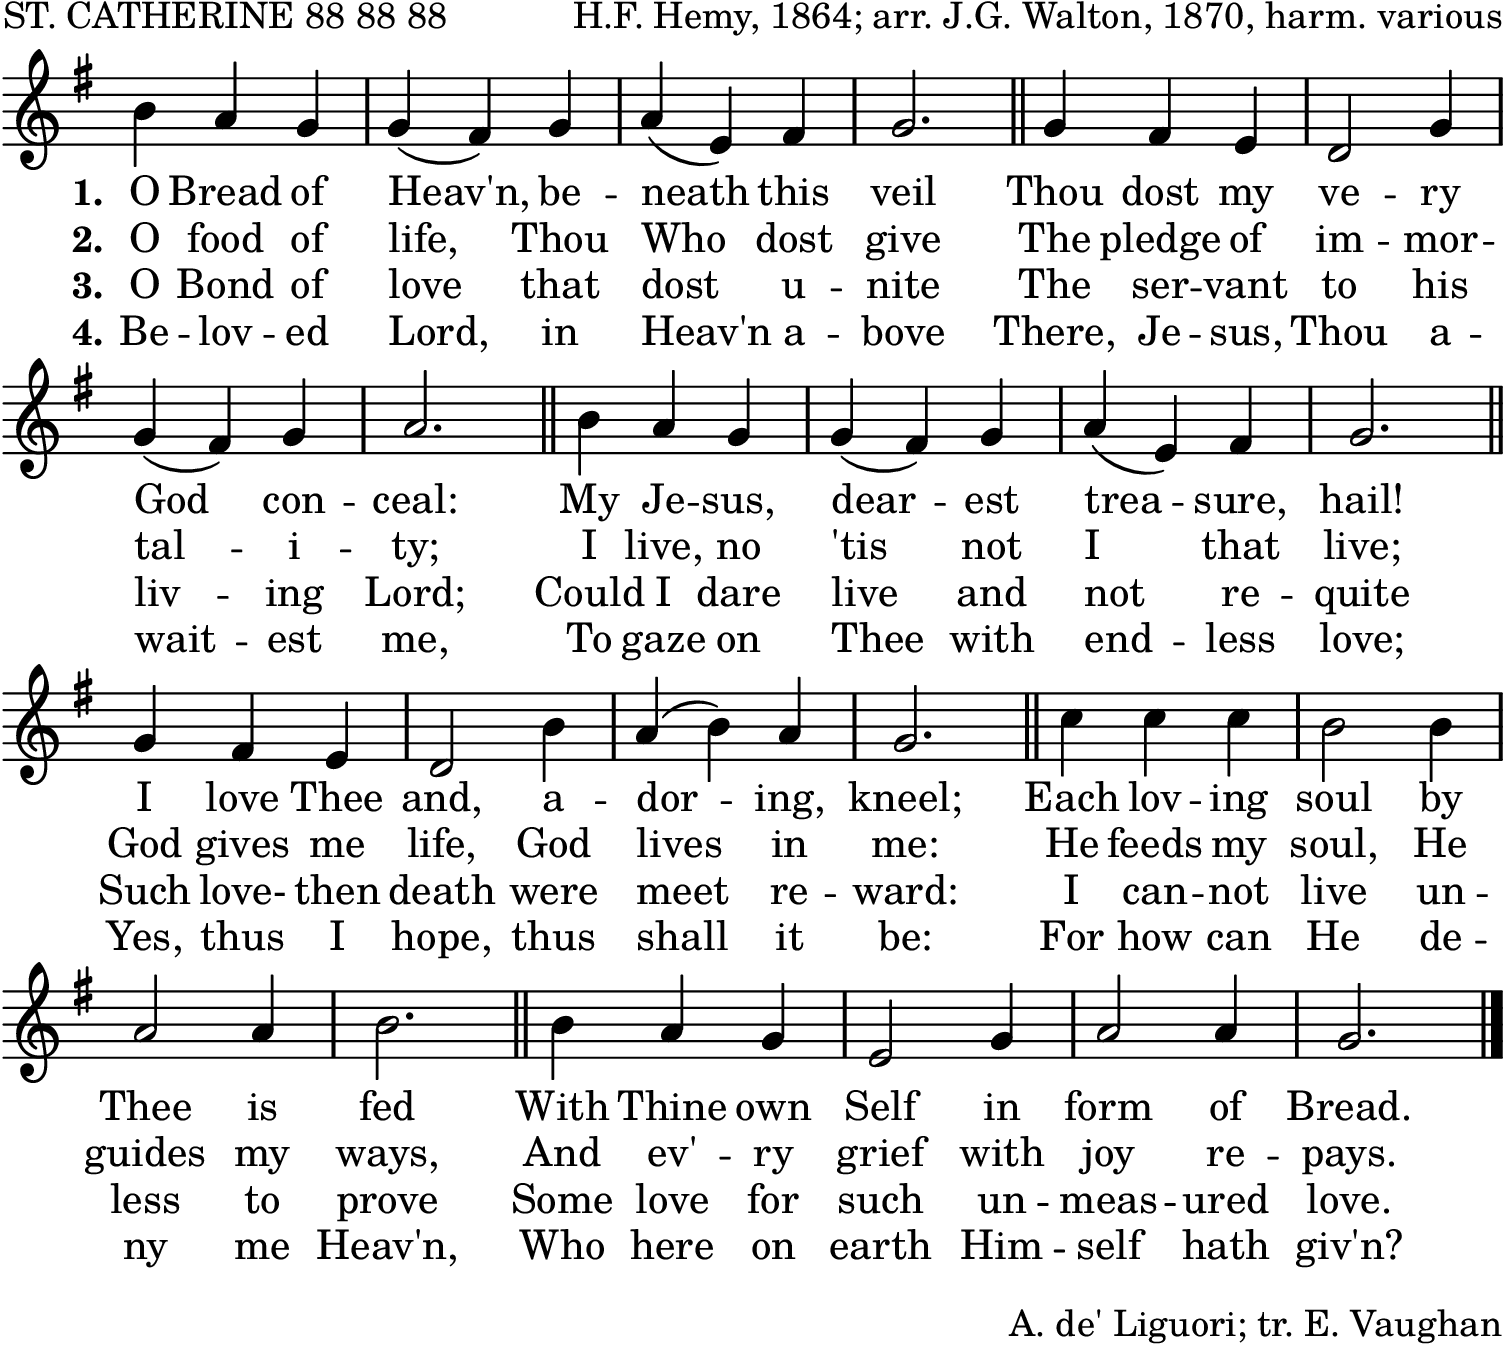 ST. CATHERINE 88 88 88 H.F. Hemy, 1864; arr. J.G. Walton, 1870, harm. various
1. O Bread of Heav'n, be - neath this veil Thou dost my ve - ry
2. O food of life, Thou Who dost give The pledge of im - mor -
3. O Bond of love that dost u - nite The ser - vant to his
4. Be - lov - ed Lord, in Heav'n a - bove There, Je - sus, Thou a -
God con - ceal: My Je - sus, dear - est trea - sure, hail!
tal - i - ty; I live, no 'tis not I that live;
liv - ing Lord; Could I dare live and not re - quite
wait - est me, To gaze on Thee with end - less love;
I love Thee and, a - dor - ing, kneel; Each lov - ing soul by
God gives me life, God lives in me: He feeds my soul, He
Such love- then death were meet re - ward: I can - not live un -
Yes, thus I hope, thus shall it be: For how can He de -
Thee is fed With Thine own Self in form of Bread.
guides my ways, And ev' - ry grief with joy re - pays.
less to prove Some love for such un - meas - ured love.
ny me Heav'n, Who here on earth Him - self hath giv'n?
A. de' Liguori; tr. E. Vaughan